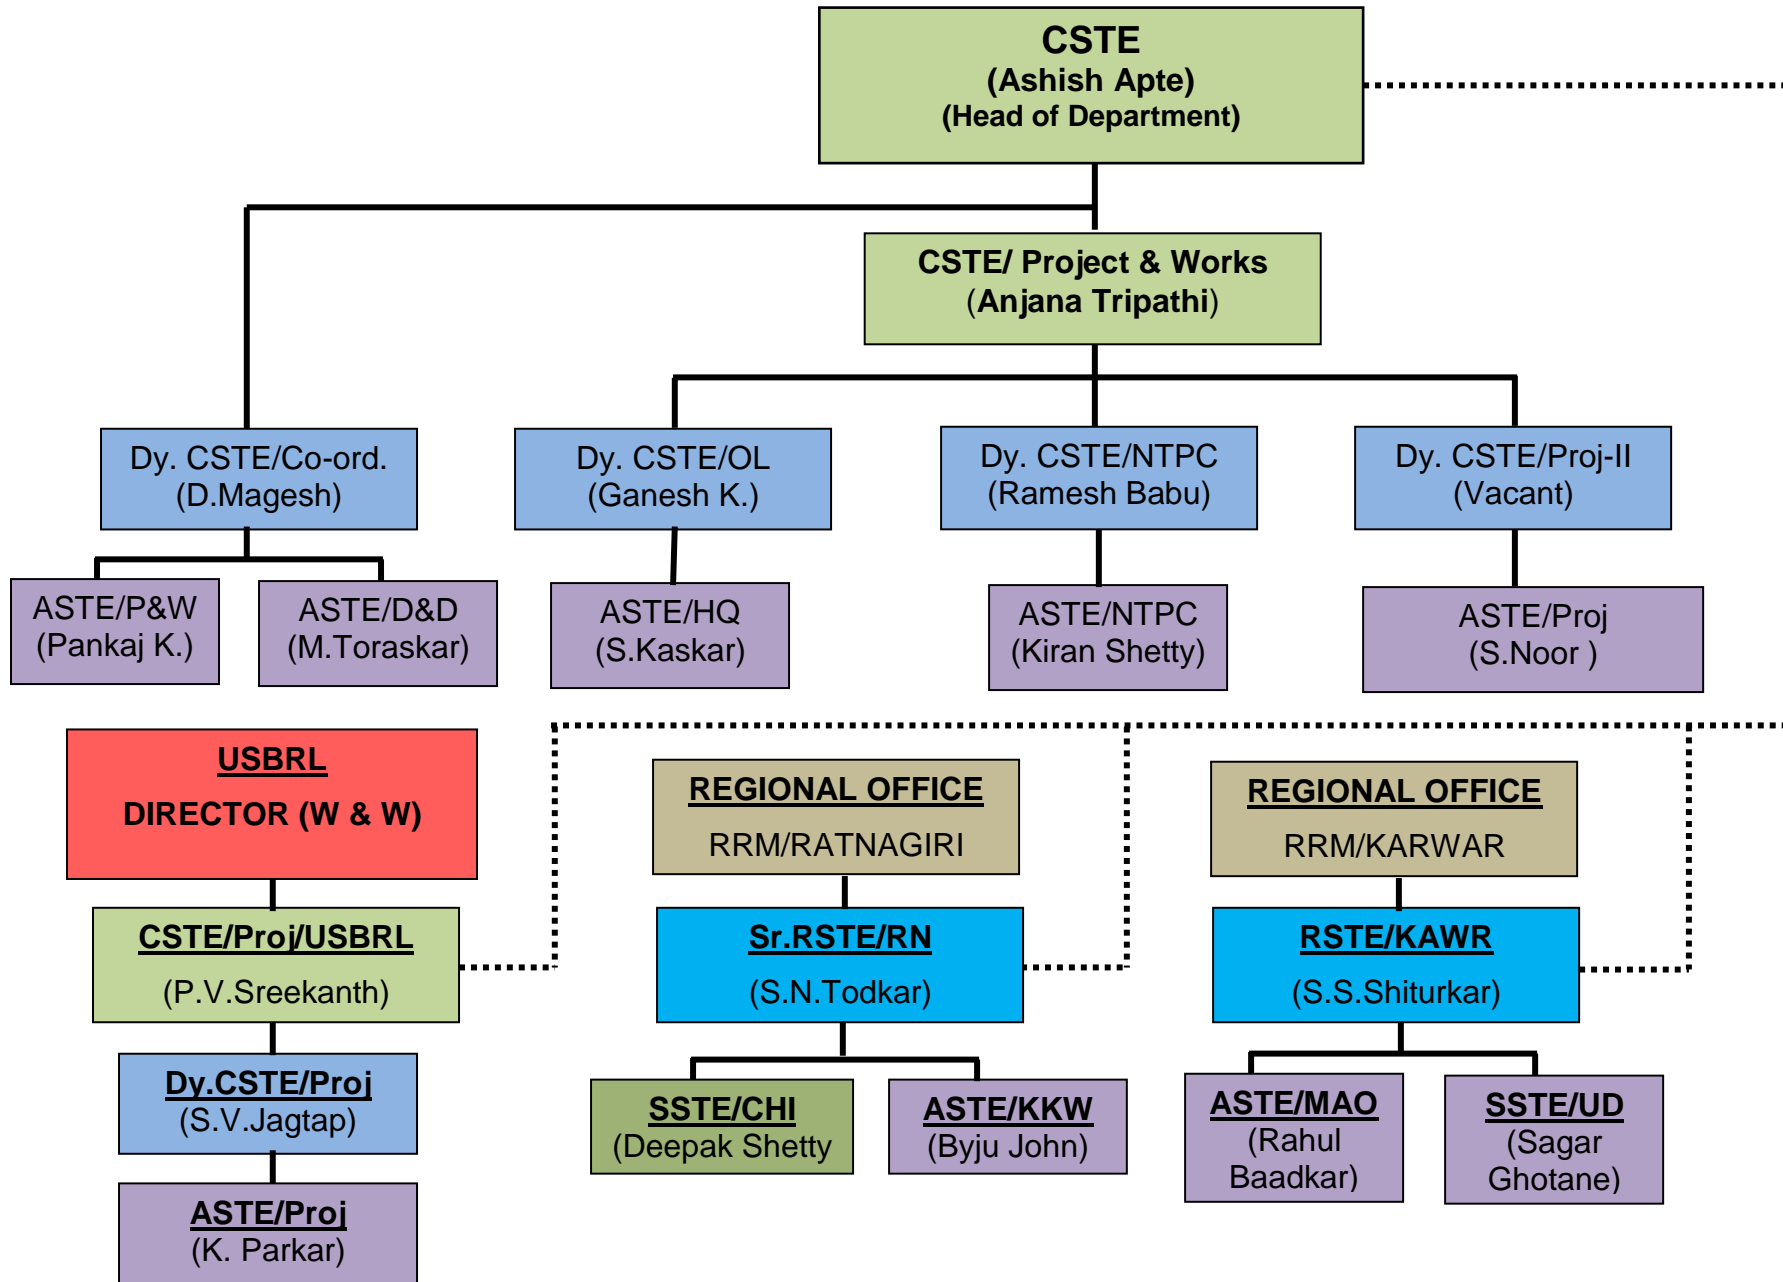 CSTE
(Ashish Apte)
(Head of Department)
CSTE/ Project & Works
(Anjana Tripathi)
Dy. CSTE/Co-ord.
(D.Magesh)
Dy. CSTE/OL
(Ganesh K.)
Dy. CSTE/NTPC
(Ramesh Babu)
Dy. CSTE/Proj-II
(Vacant)
ASTE/P&W
(Pankaj K.)
ASTE/D&D
(M.Toraskar)
ASTE/HQ
(S.Kaskar)
ASTE/NTPC
(Kiran Shetty)
ASTE/Proj
(S.Noor )
USBRL
DIRECTOR (W & W)
REGIONAL OFFICE
RRM/RATNAGIRI
REGIONAL OFFICE
RRM/KARWAR
CSTE/Proj/USBRL
(P.V.Sreekanth)
Sr.RSTE/RN
(S.N.Todkar)
RSTE/KAWR
(S.S.Shiturkar)
Dy.CSTE/Proj
(S.V.Jagtap)
SSTE/CHI
(Deepak Shetty
ASTE/KKW
(Byju John)
ASTE/MAO
(Rahul
Baadkar)
SSTE/UD
(Sagar
Ghotane)
ASTE/Proj
(K. Parkar)